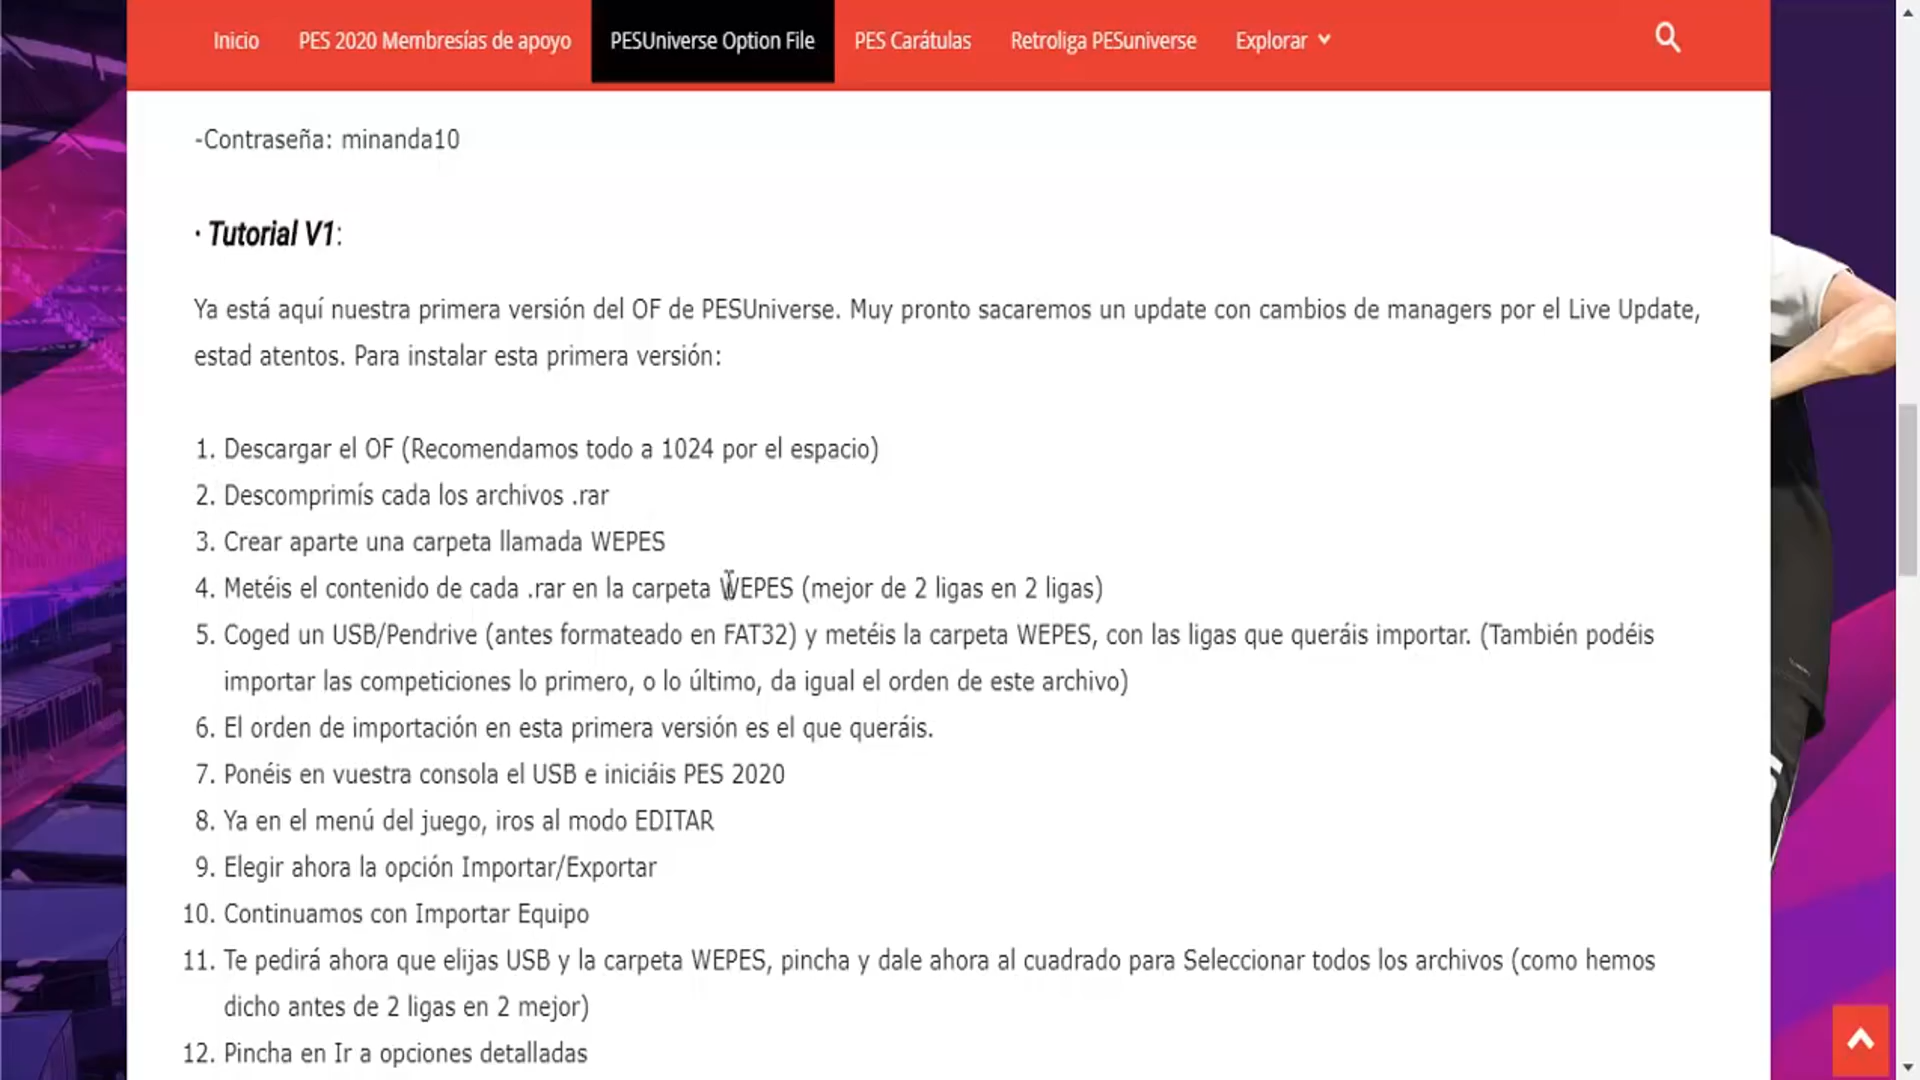 Inicio PES 2020 Membresías de apoyo PESUniverse Option File PES Carátulas Retroliga PESuniverse Explorar
-Contraseña: minanda10
· Tutorial V1:
Ya está aquí nuestra primera versión del OF de PESUniverse. Muy pronto sacaremos un update con cambios de managers por el Live Update,
estad atentos. Para instalar esta primera versión:
1. Descargar el OF (Recomendamos todo a 1024 por el espacio)
2. Descomprimís cada los archivos .rar
3. Crear aparte una carpeta llamada WEPES
4. Metéis el contenido de cada .rar en la carpeta WEPES (mejor de 2 ligas en 2 ligas)
5. Coged un USB/Pendrive (antes formateado en FAT32) y metéis la carpeta WEPES, con las ligas que queráis importar. (También podéis
importar las competiciones lo primero, o lo último, da igual el orden de este archivo)
6. El orden de importación en esta primera versión es el que queráis.
7. Ponéis en vuestra consola el USB e iniciáis PES 2020
8. Ya en el menú del juego, iros al modo EDITAR
9. Elegir ahora la opción Importar/Exportar
10. Continuamos con Importar Equipo
11. Te pedirá ahora que elijas USB y la carpeta WEPES, pincha y dale ahora al cuadrado para Seleccionar todos los archivos (como hemos
dicho antes de 2 ligas en 2 mejor)
12. Pincha en Ir a opciones detalladas